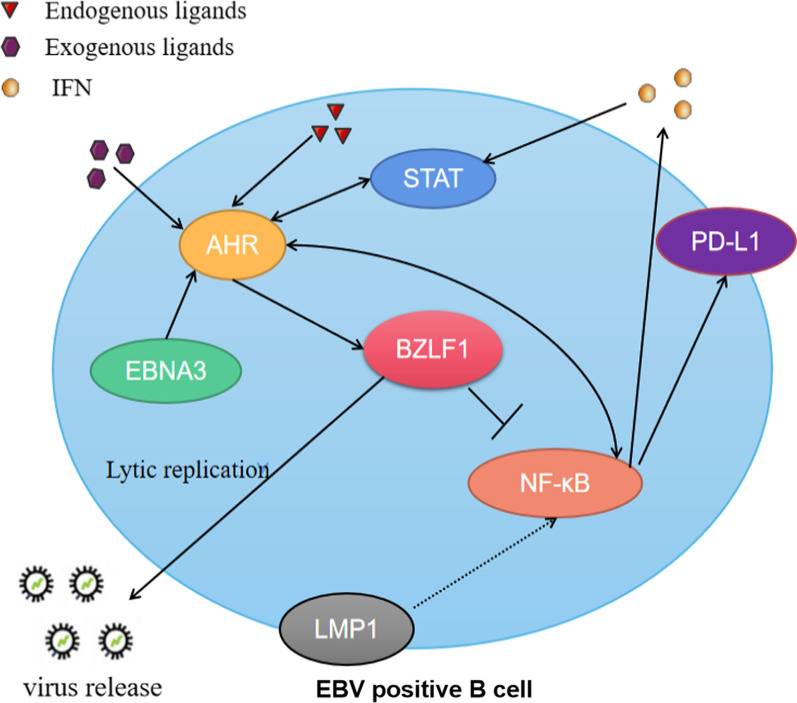 Endogenous ligands
Exogenous ligands
IFN
STAT
AHR
PD-L1
BZLF1
EBNA3
Lytic replication
NF-κB
LMP1
virus release
EBV positive B cell